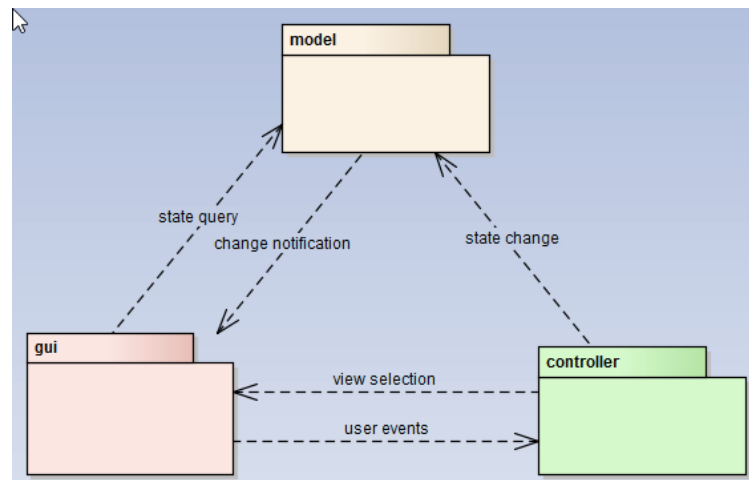 model
state query
change notification
state change
gui
controller
view selection
user events